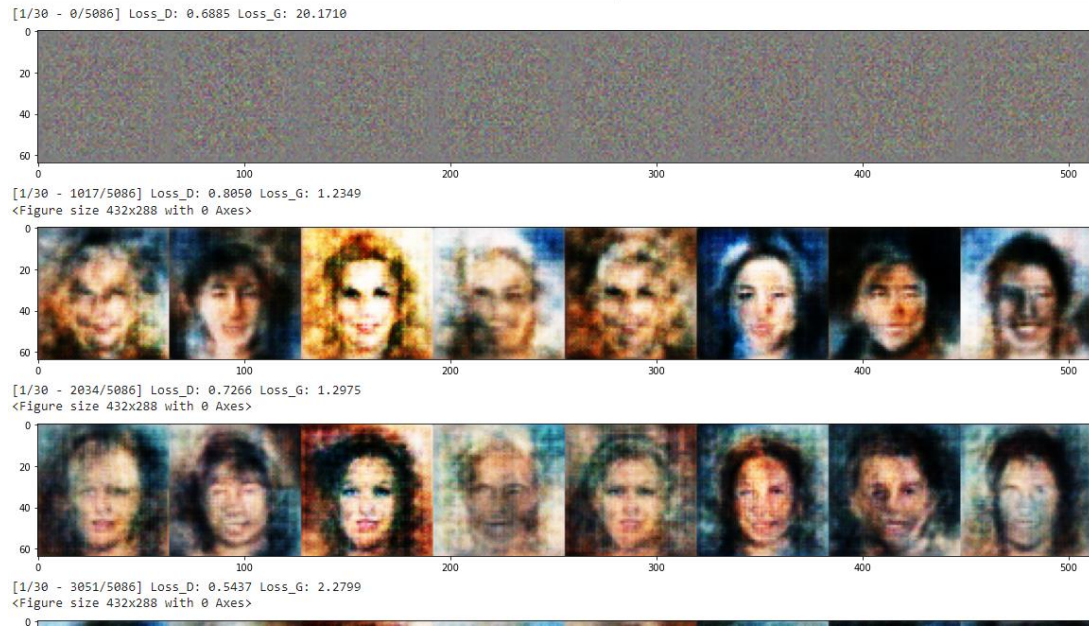 [1/30 - 0/5086] Loss_D: 0.6885 Loss_G: 20.1710
0
20
40
60
0 100 200 300 400 500
[1/30 - 1017/5086] Loss_D: 0.8050 Loss_G: 1.2349
<Figure size 432x288 with 0 Axes>
0
20
40
60
0 100 200 300 400 500
[1/30 - 2034/5086] Loss_D: 0.7266 Loss_G: 1.2975
<Figure size 432x288 with 0 Axes>
0
20
40
60
0 100 200 300 400 500
[1/30 - 3051/5086] Loss_D: 0.5437 Loss_G: 2.2799
<Figure size 432x288 with 0 Axes>
0